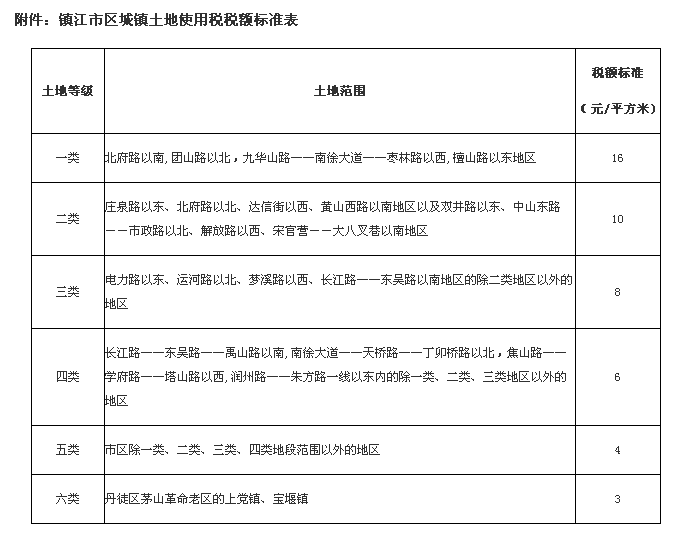 附件：镇江市区域镇土地使用税税额标准表
土地等级
土地范围
税额标准
（元/平方米）
一类
北府路以南,团山路以北，九华山路——南徐大道——枣林路以西,檀山路以东地区
16
二类
庄泉路以东、北府路以北、达信街以西、黄山西路以南地区以及双井路以东、中山东路
——市政路以北、解放路以西、宋官营——大八叉巷以南地区
10
三类
电力路以东、运河路以北、梦溪路以西、长江路——东吴路以南地区的除二类地区以外的
地区
8
四类
长江路——东吴路——禹山路以南,南徐大道——天桥路——丁卯桥路以北，焦山路——
学府路——塔山路以西,润州路——朱方路一线以东内的除一类、二类、三类地区以外的
地区
6
五类
市区除一类、二类、三类、四类地段范围以外的地区
4
六类
丹徒区茅山革命老区的上党镇、宝堰镇
3